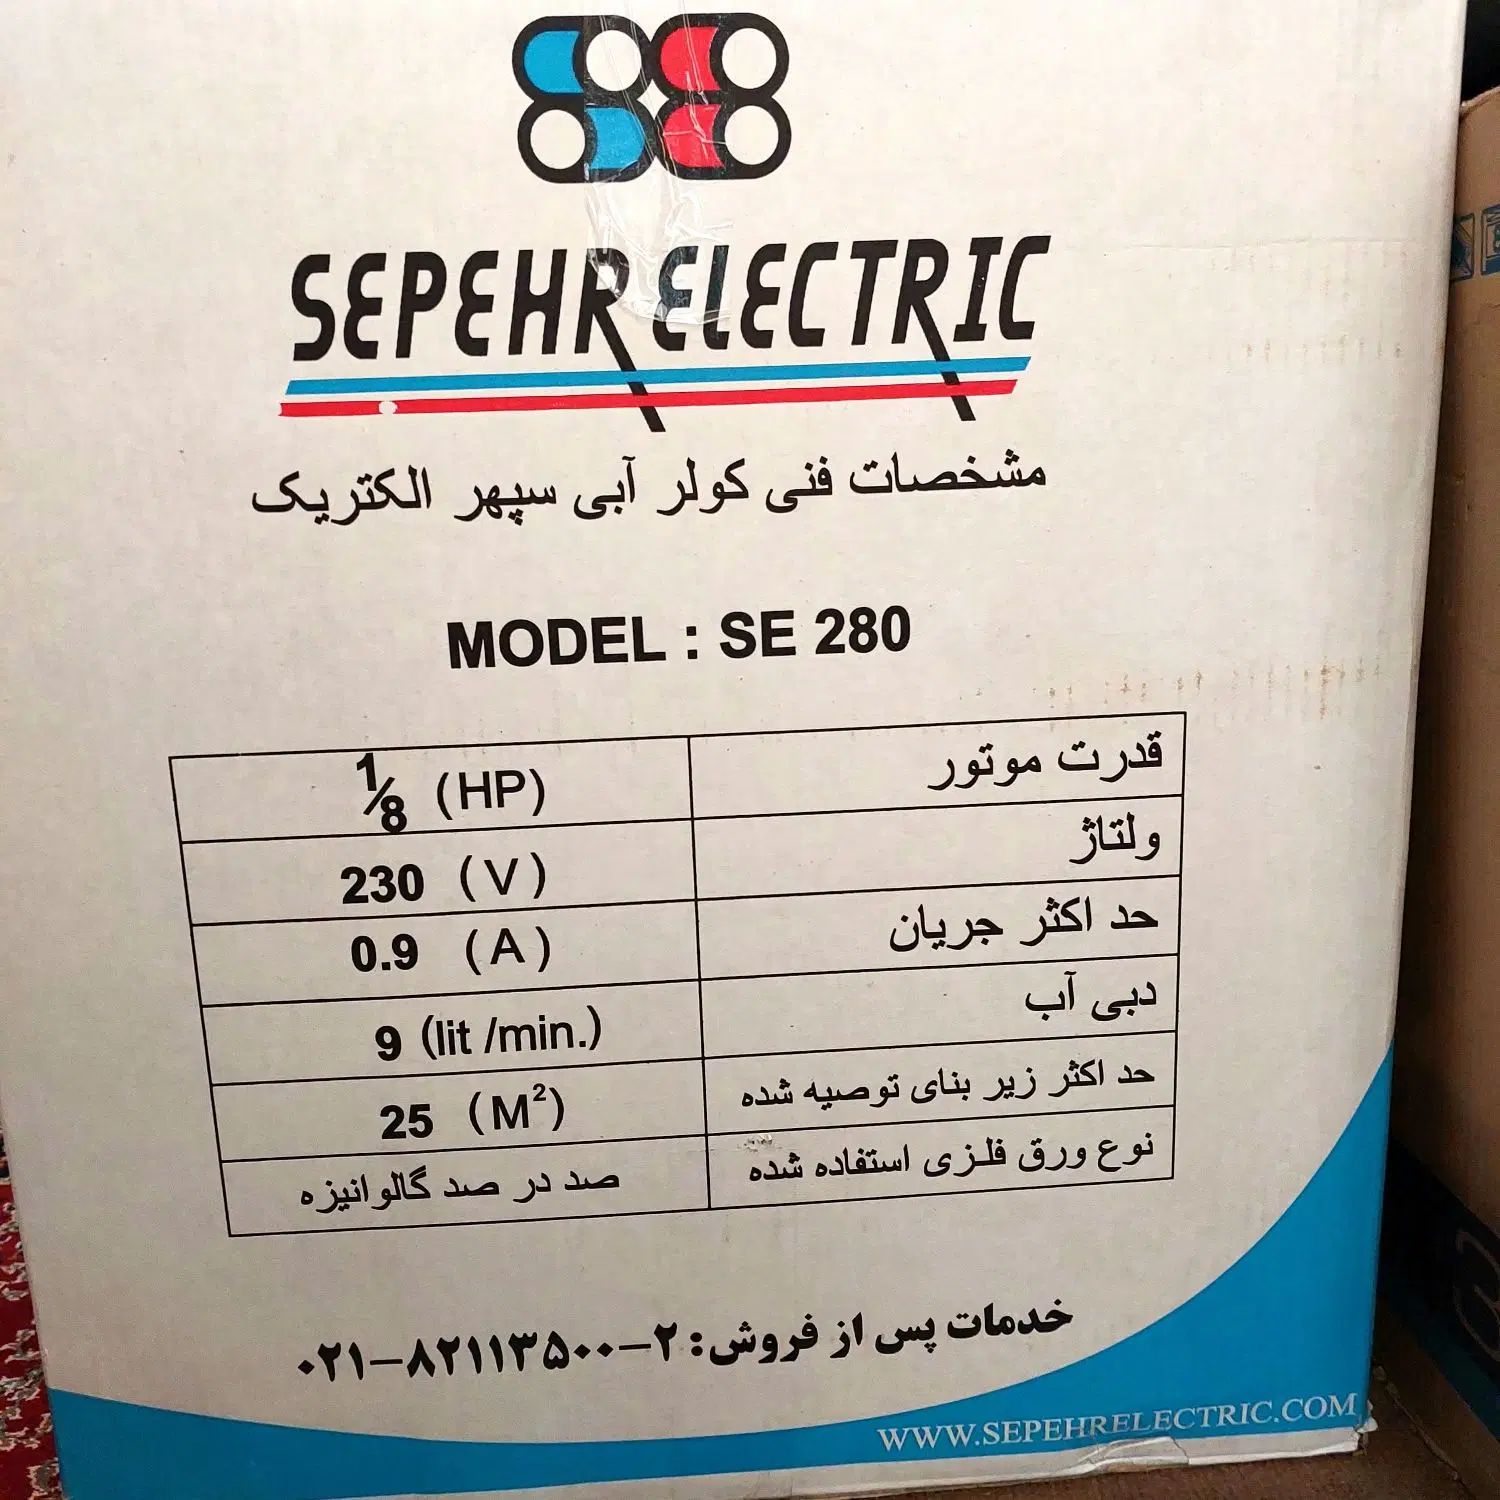 SEPEHR ELECTRIC
مشخصات فنی کولر آبی سپهر الکتریک
MODEL : SE 280
قدرت موتور 1/8 (HP)
ولتاژ 230 (V)
حد اکثر جریان 0.9 (A)
دبی آب 9 (lit /min.)
حد اکثر زیر بنای توصیه شده 25 (M²)
نوع ورق فلزی استفاده شده صد در صد گالوانیزه
خدمات پس از فروش: ۲-۸۲۱۱۳۵۰۰-۰۲۱
WWW.SEPEHRELECTRIC.COM